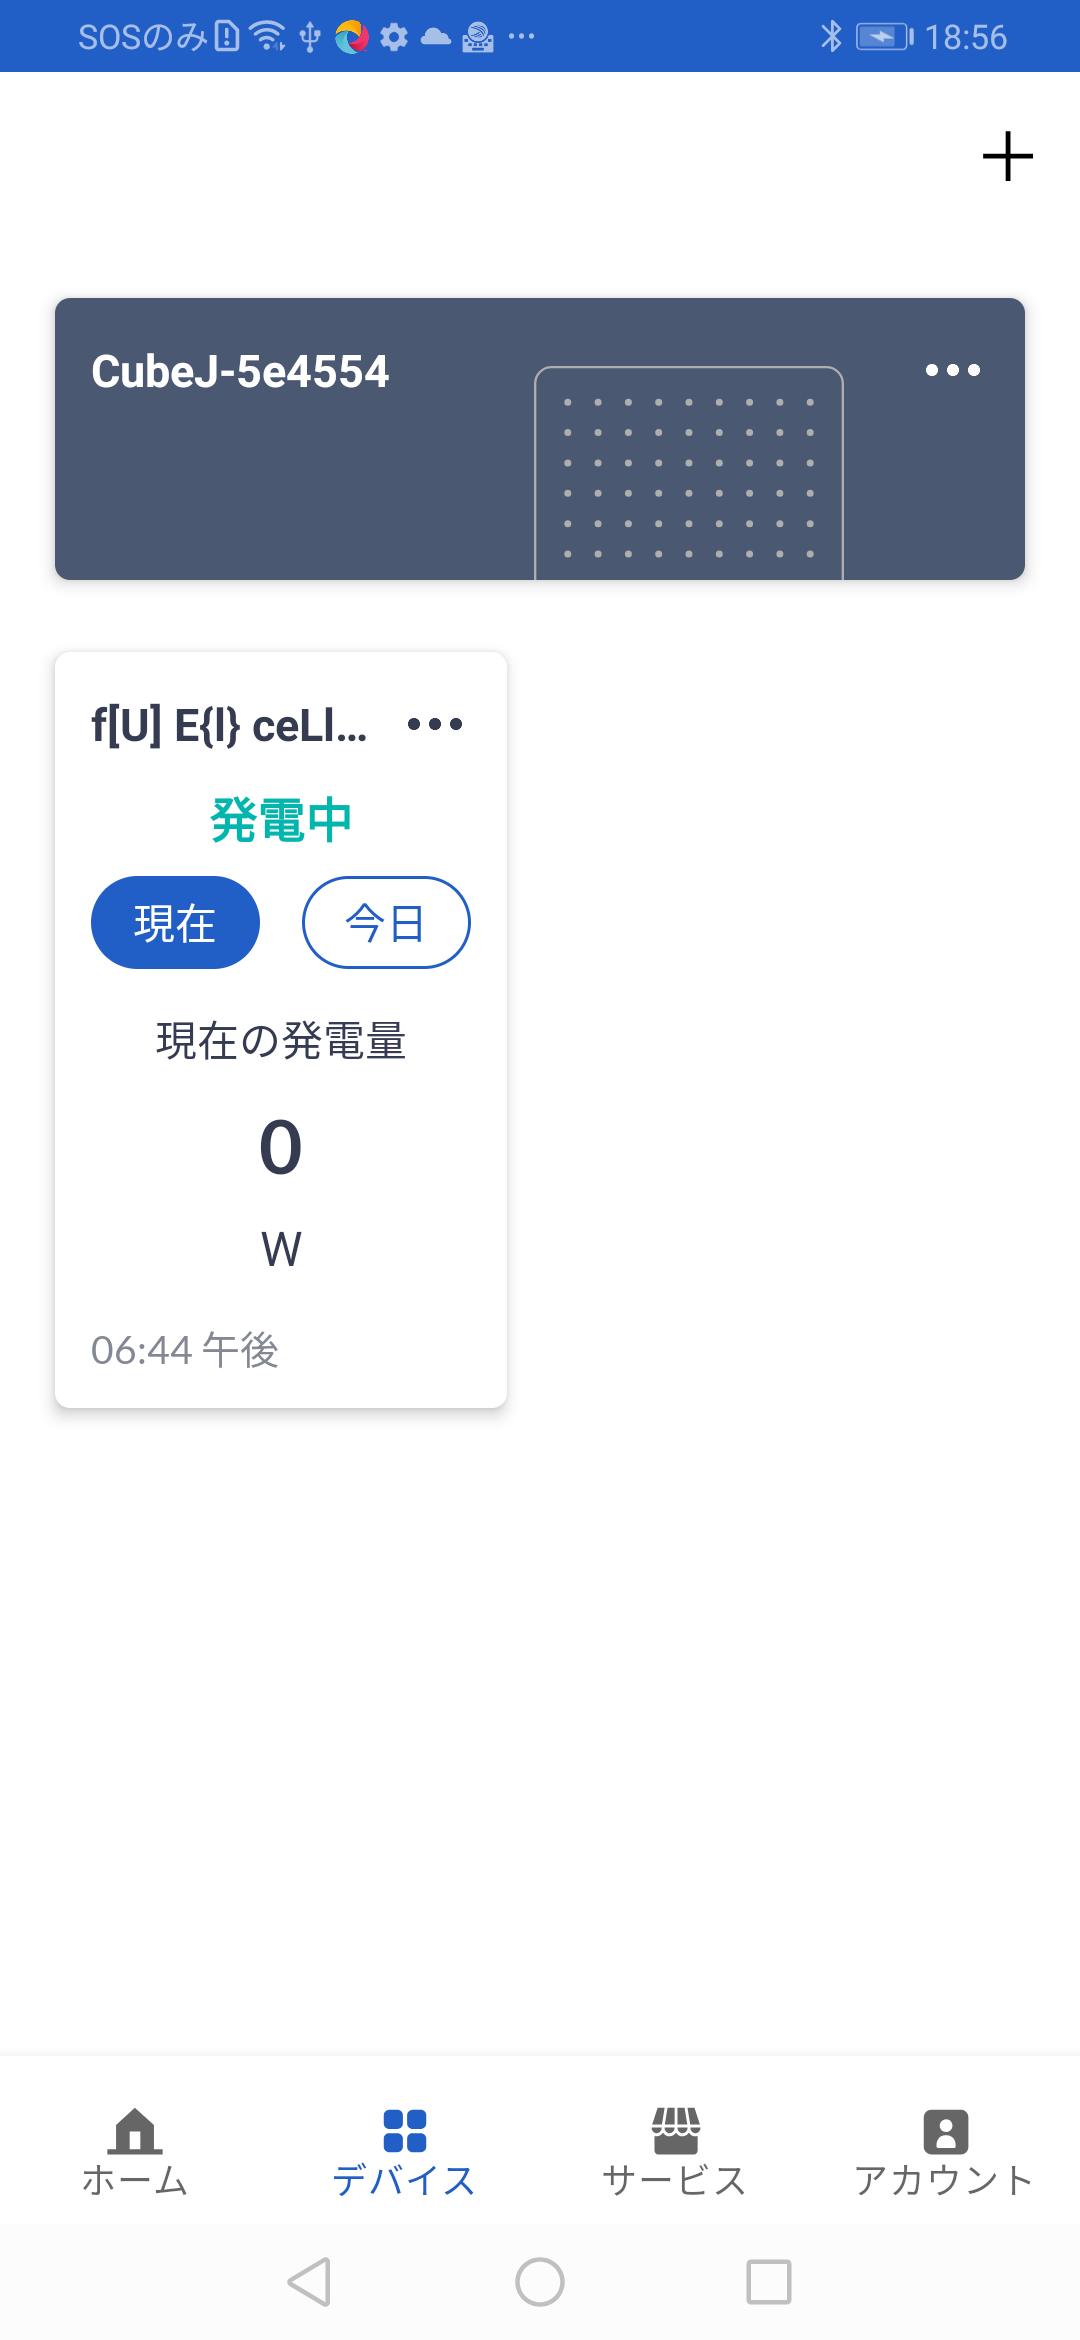 SOSのみ 18:56
CubeJ-5e4554
f[U] E{l} ceLl...
発電中
現在 今日
現在の発電量
0
W
06:44 午後
ホーム デバイス サービス アカウント